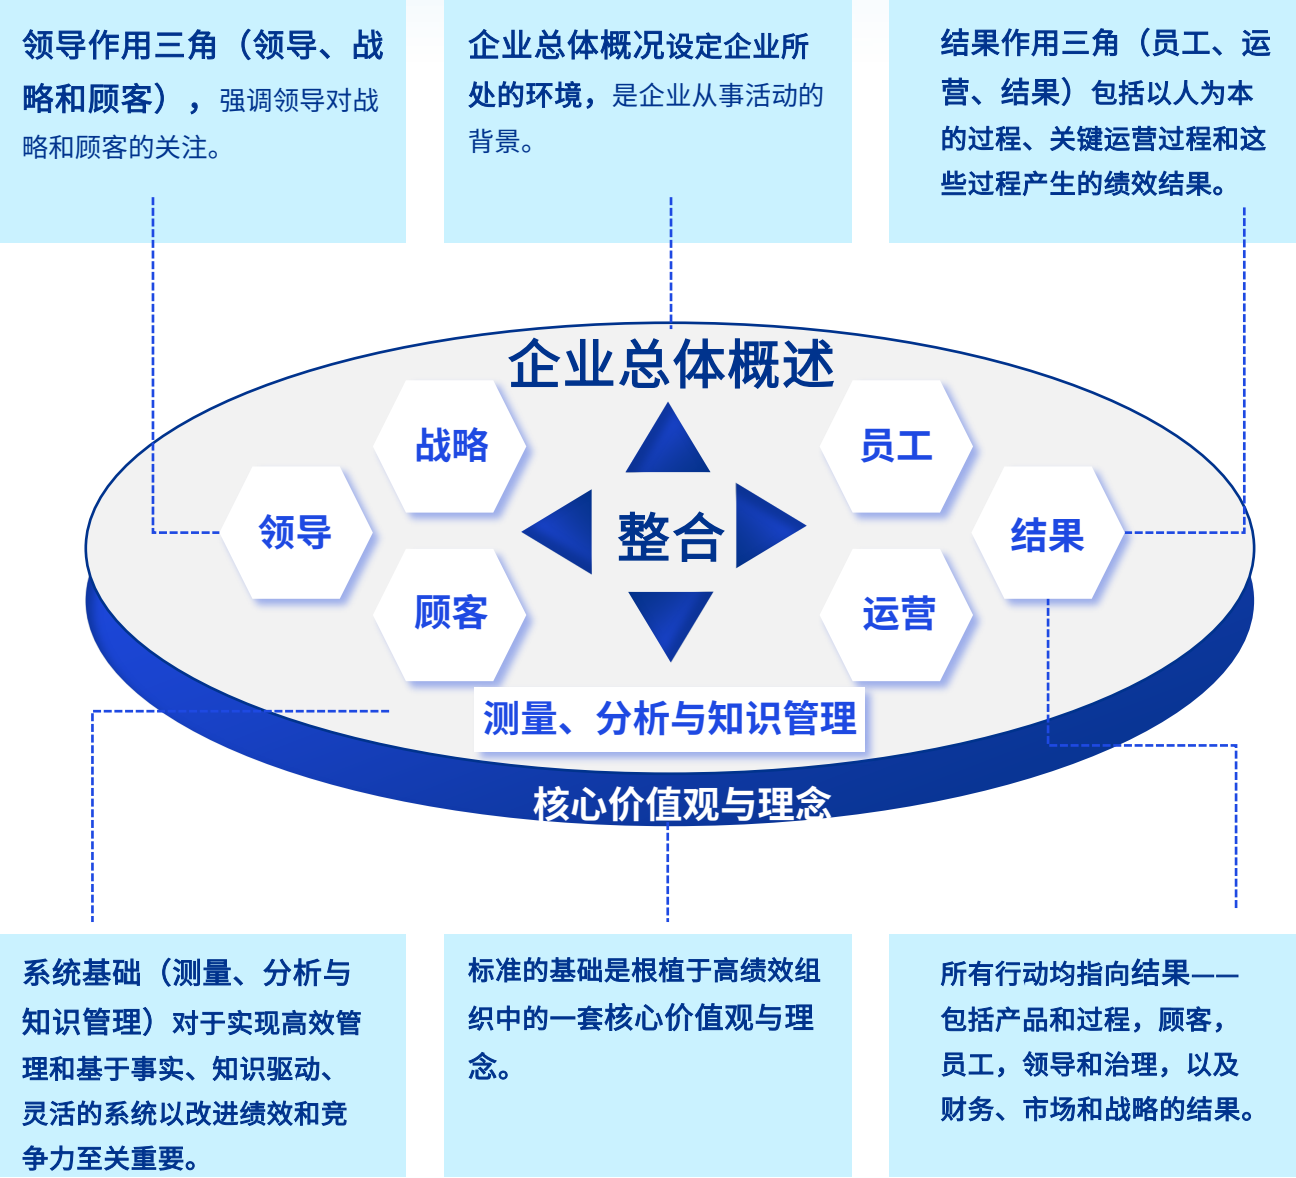 领导作用三角（领导、战
略和顾客），强调领导对战
略和顾客的关注。
企业总体概况设定企业所
处的环境，是企业从事活动的
背景。
结果作用三角（员工、运
营、结果）包括以人为本
的过程、关键运营过程和这
些过程产生的绩效结果。
企业总体概述
战略
员工
领导
整合
结果
顾客
运营
测量、分析与知识管理
核心价值观与理念
系统基础（测量、分析与
知识管理）对于实现高效管
理和基于事实、知识驱动、
灵活的系统以改进绩效和竞
争力至关重要。
标准的基础是根植于高绩效组
织中的一套核心价值观与理
念。
所有行动均指向结果——
包括产品和过程，顾客，
员工，领导和治理，以及
财务、市场和战略的结果。